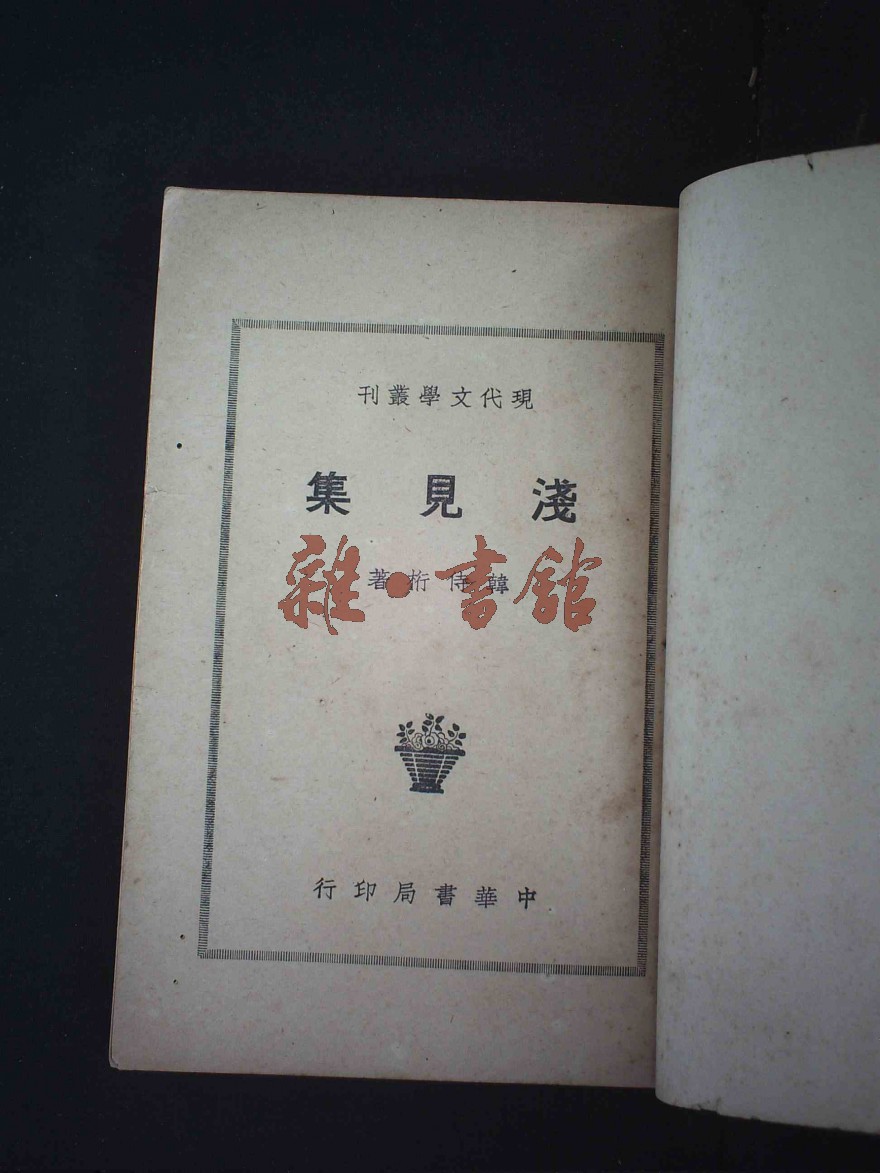 現代文學叢刊
淺見集
韓侍桁著
雜·書館
中華書局印行